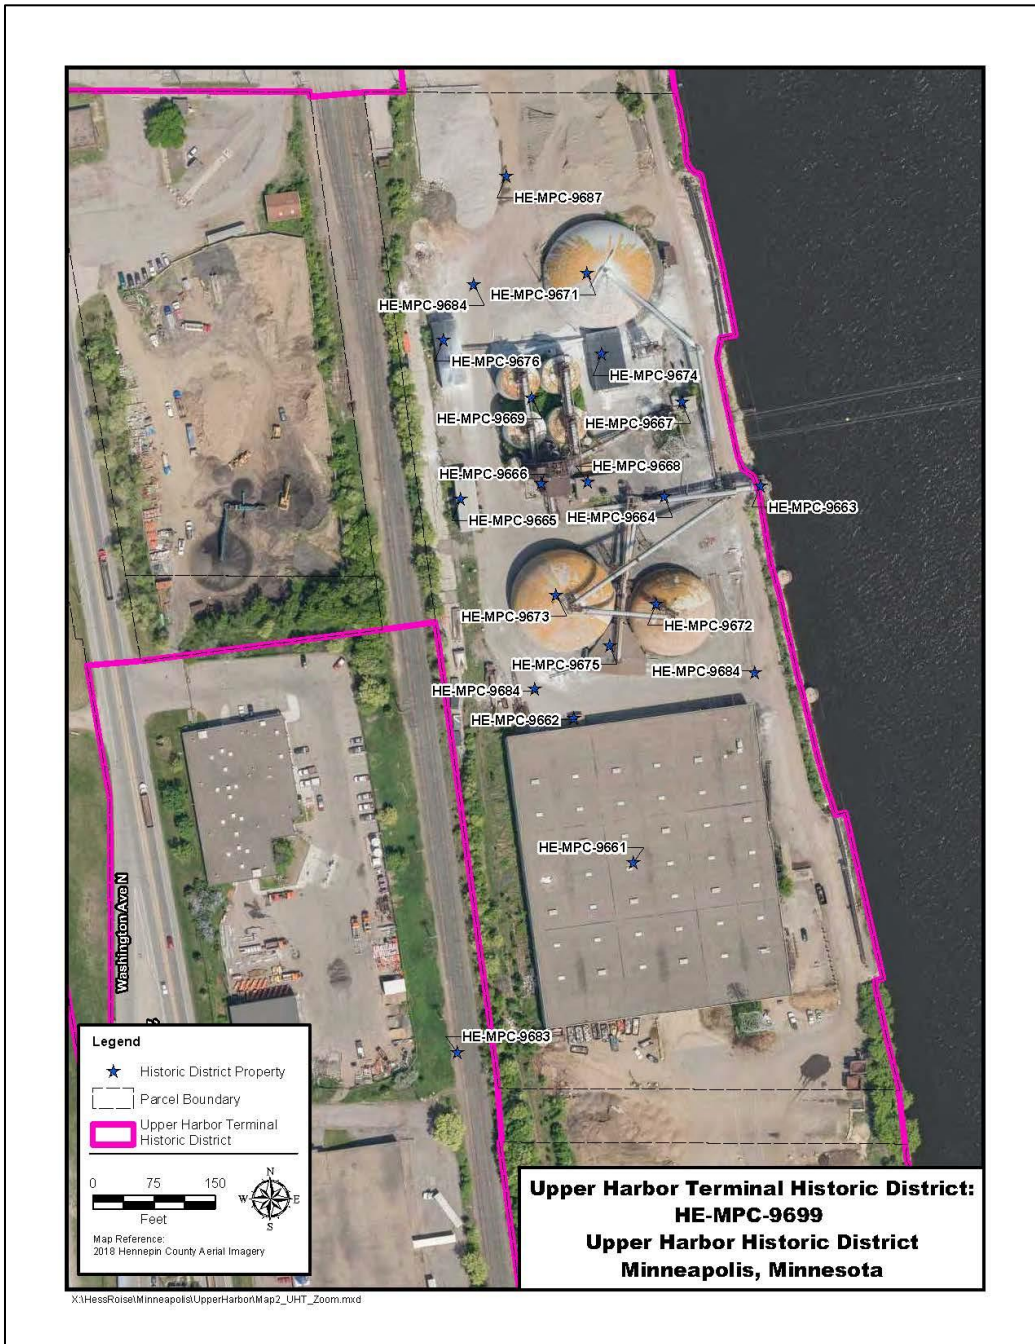 HE-MPC-9687
HE-MPC-9684
HE-MPC-9671
HE-MPC-9676
HE-MPC-9674
HE-MPC-9669
HE-MPC-9667
HE-MPC-9666
HE-MPC-9668
HE-MPC-9665
HE-MPC-9664
HE-MPC-9663
HE-MPC-9673
HE-MPC-9672
HE-MPC-9675
HE-MPC-9684
HE-MPC-9684
HE-MPC-9662
HE-MPC-9661
Washington Ave N
HE-MPC-9683
Legend
Historic District Property
Parcel Boundary
Upper Harbor Terminal
Historic District
0 75 150
Feet
N
W E
S
Map Reference:
2018 Hennepin County Aerial Imagery
Upper Harbor Terminal Historic District:
HE-MPC-9699
Upper Harbor Historic District
Minneapolis, Minnesota
X:\HessRoise\Minneapolis\UpperHarbor\Map2_UHT_Zoom.mxd